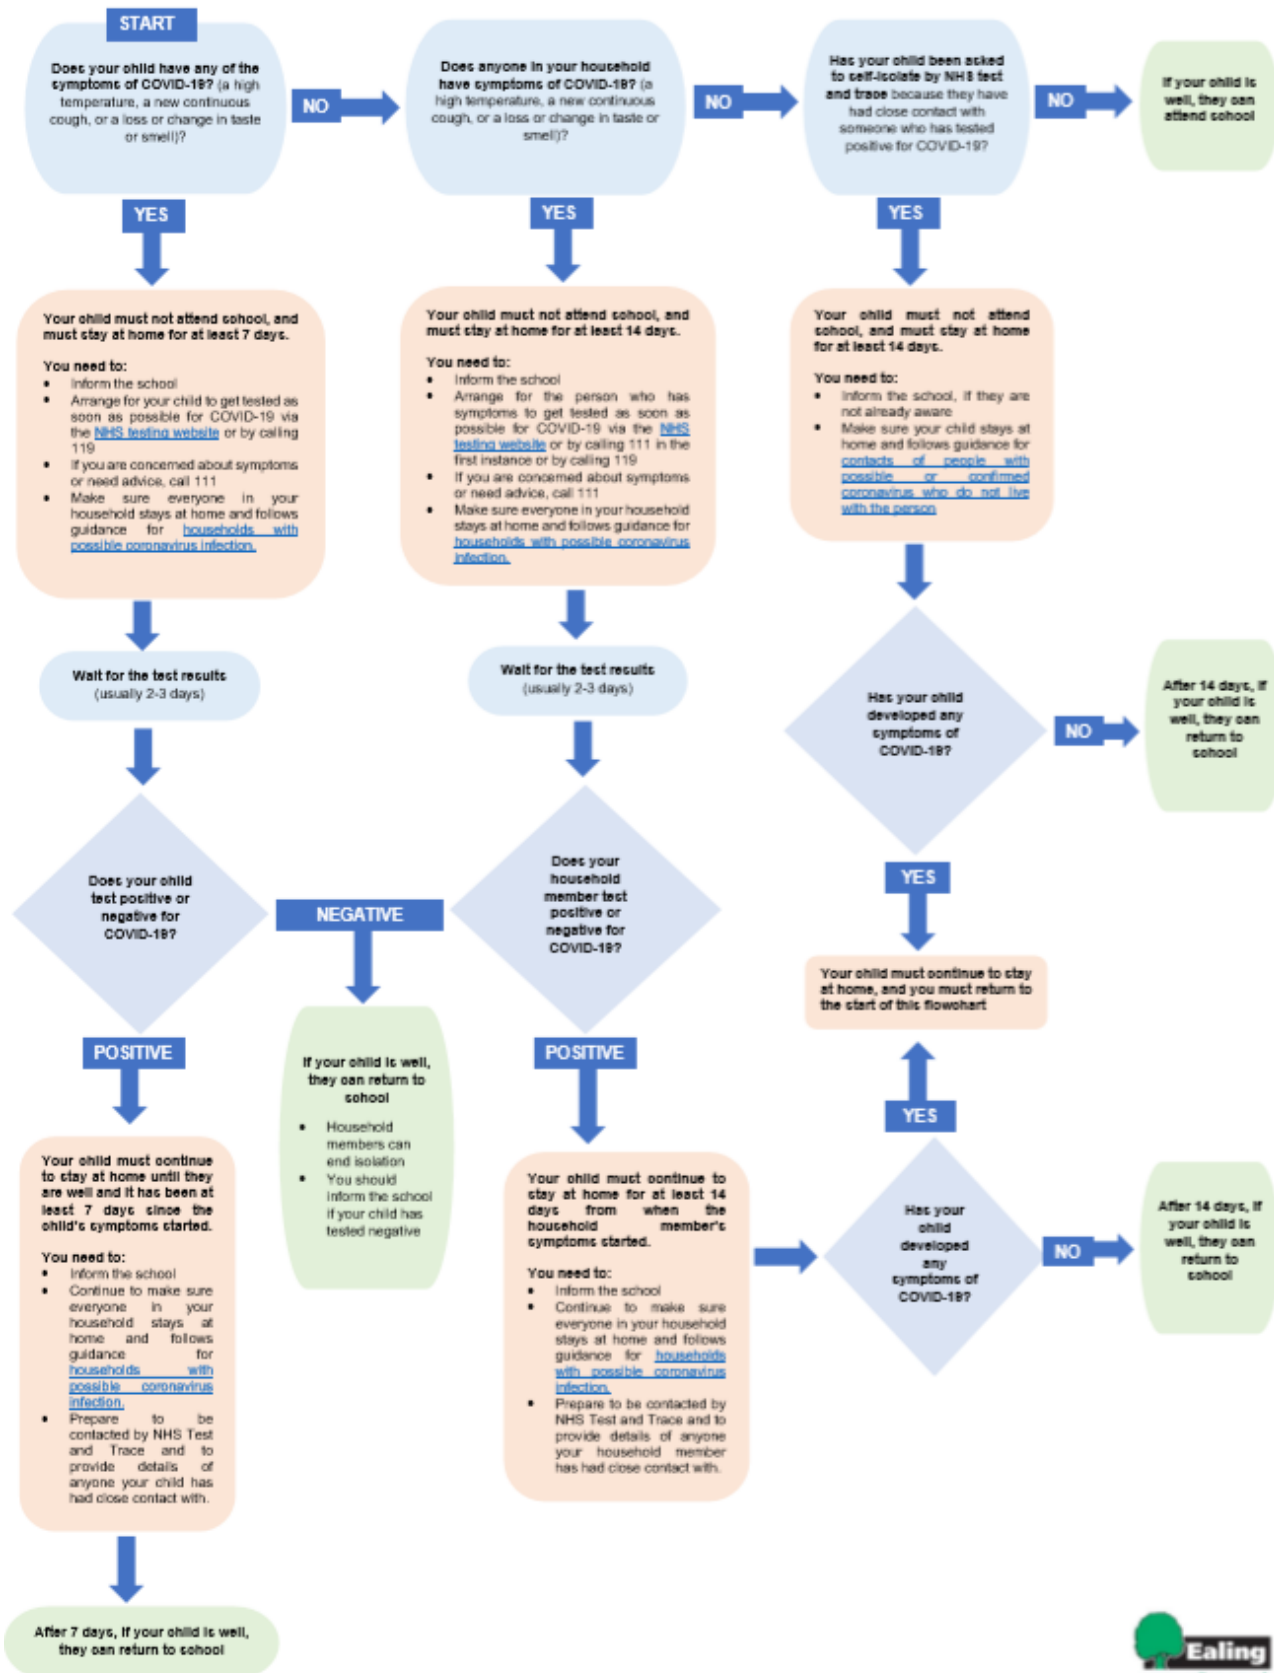 START
Does your child have any of the
symptoms of COVID-19? (a high
temperature, a new continuous
cough, or a loss or change in taste
or smell)?
NO
Does anyone in your household
have symptoms of COVID-19? (a
high temperature, a new continuous
cough, or a loss or change in taste or
smell)?
NO
Has your child been asked
to self-isolate by NHS test
and trace because they have
had close contact with
someone who has tested
positive for COVID-19?
NO
If your child is
well, they can
attend school
YES
YES
YES
Your child must not attend school, and
must stay at home for at least 7 days.
You need to:
• Inform the school
• Arrange for your child to get tested as
soon as possible for COVID-19 via
the NHS testing website or by calling
119
• If you are concerned about symptoms
or need advice, call 111
• Make sure everyone in your
household stays at home and follows
guidance for households with
possible coronavirus infection.
Your child must not attend school, and
must stay at home for at least 14 days.
You need to:
• Inform the school
• Arrange for the person who has
symptoms to get tested as soon as
possible for COVID-19 via the NHS
testing website or by calling 111 in the
first instance or by calling 119
• If you are concerned about symptoms
or need advice, call 111
• Make sure everyone in your household
stays at home and follows guidance for
households with possible coronavirus
infection.
Your child must not attend
school, and must stay at home
for at least 14 days.
You need to:
• Inform the school, if they are
not already aware
• Make sure your child stays at
home and follows guidance for
contacts of people with
possible or confirmed
coronavirus who do not live
with the person
Wait for the test results
(usually 2-3 days)
Wait for the test results
(usually 2-3 days)
Has your child
developed any
symptoms of
COVID-19?
NO
After 14 days, if
your child is
well, they can
return to
school
Does your child
test positive or
negative for
COVID-19?
NEGATIVE
Does your
household
member test
positive or
negative for
COVID-19?
YES
Your child must continue to stay
at home, and you must return to
the start of this flowchart
POSITIVE
If your child is well,
they can return to
school
• Household
members can
end isolation
• You should
inform the school
if your child has
tested negative
POSITIVE
YES
Your child must continue
to stay at home until they
are well and it has been at
least 7 days since the
child's symptoms started.
You need to:
• Inform the school
• Continue to make sure
everyone in your
household stays at
home and follows
guidance for
households with
possible coronavirus
infection.
• Prepare to be
contacted by NHS Test
and Trace and to
provide details of
anyone your child has
had close contact with.
Your child must continue to
stay at home for at least 14
days from when the
household member's
symptoms started.
You need to:
• Inform the school
• Continue to make sure
everyone in your household
stays at home and follows
guidance for households
with possible coronavirus
infection.
• Prepare to be contacted by
NHS Test and Trace and to
provide details of anyone
your household member
has had close contact with.
Has your
child
developed
any
symptoms of
COVID-19?
NO
After 14 days, if
your child is
well, they can
return to
school
After 7 days, if your child is well,
they can return to school
Ealing